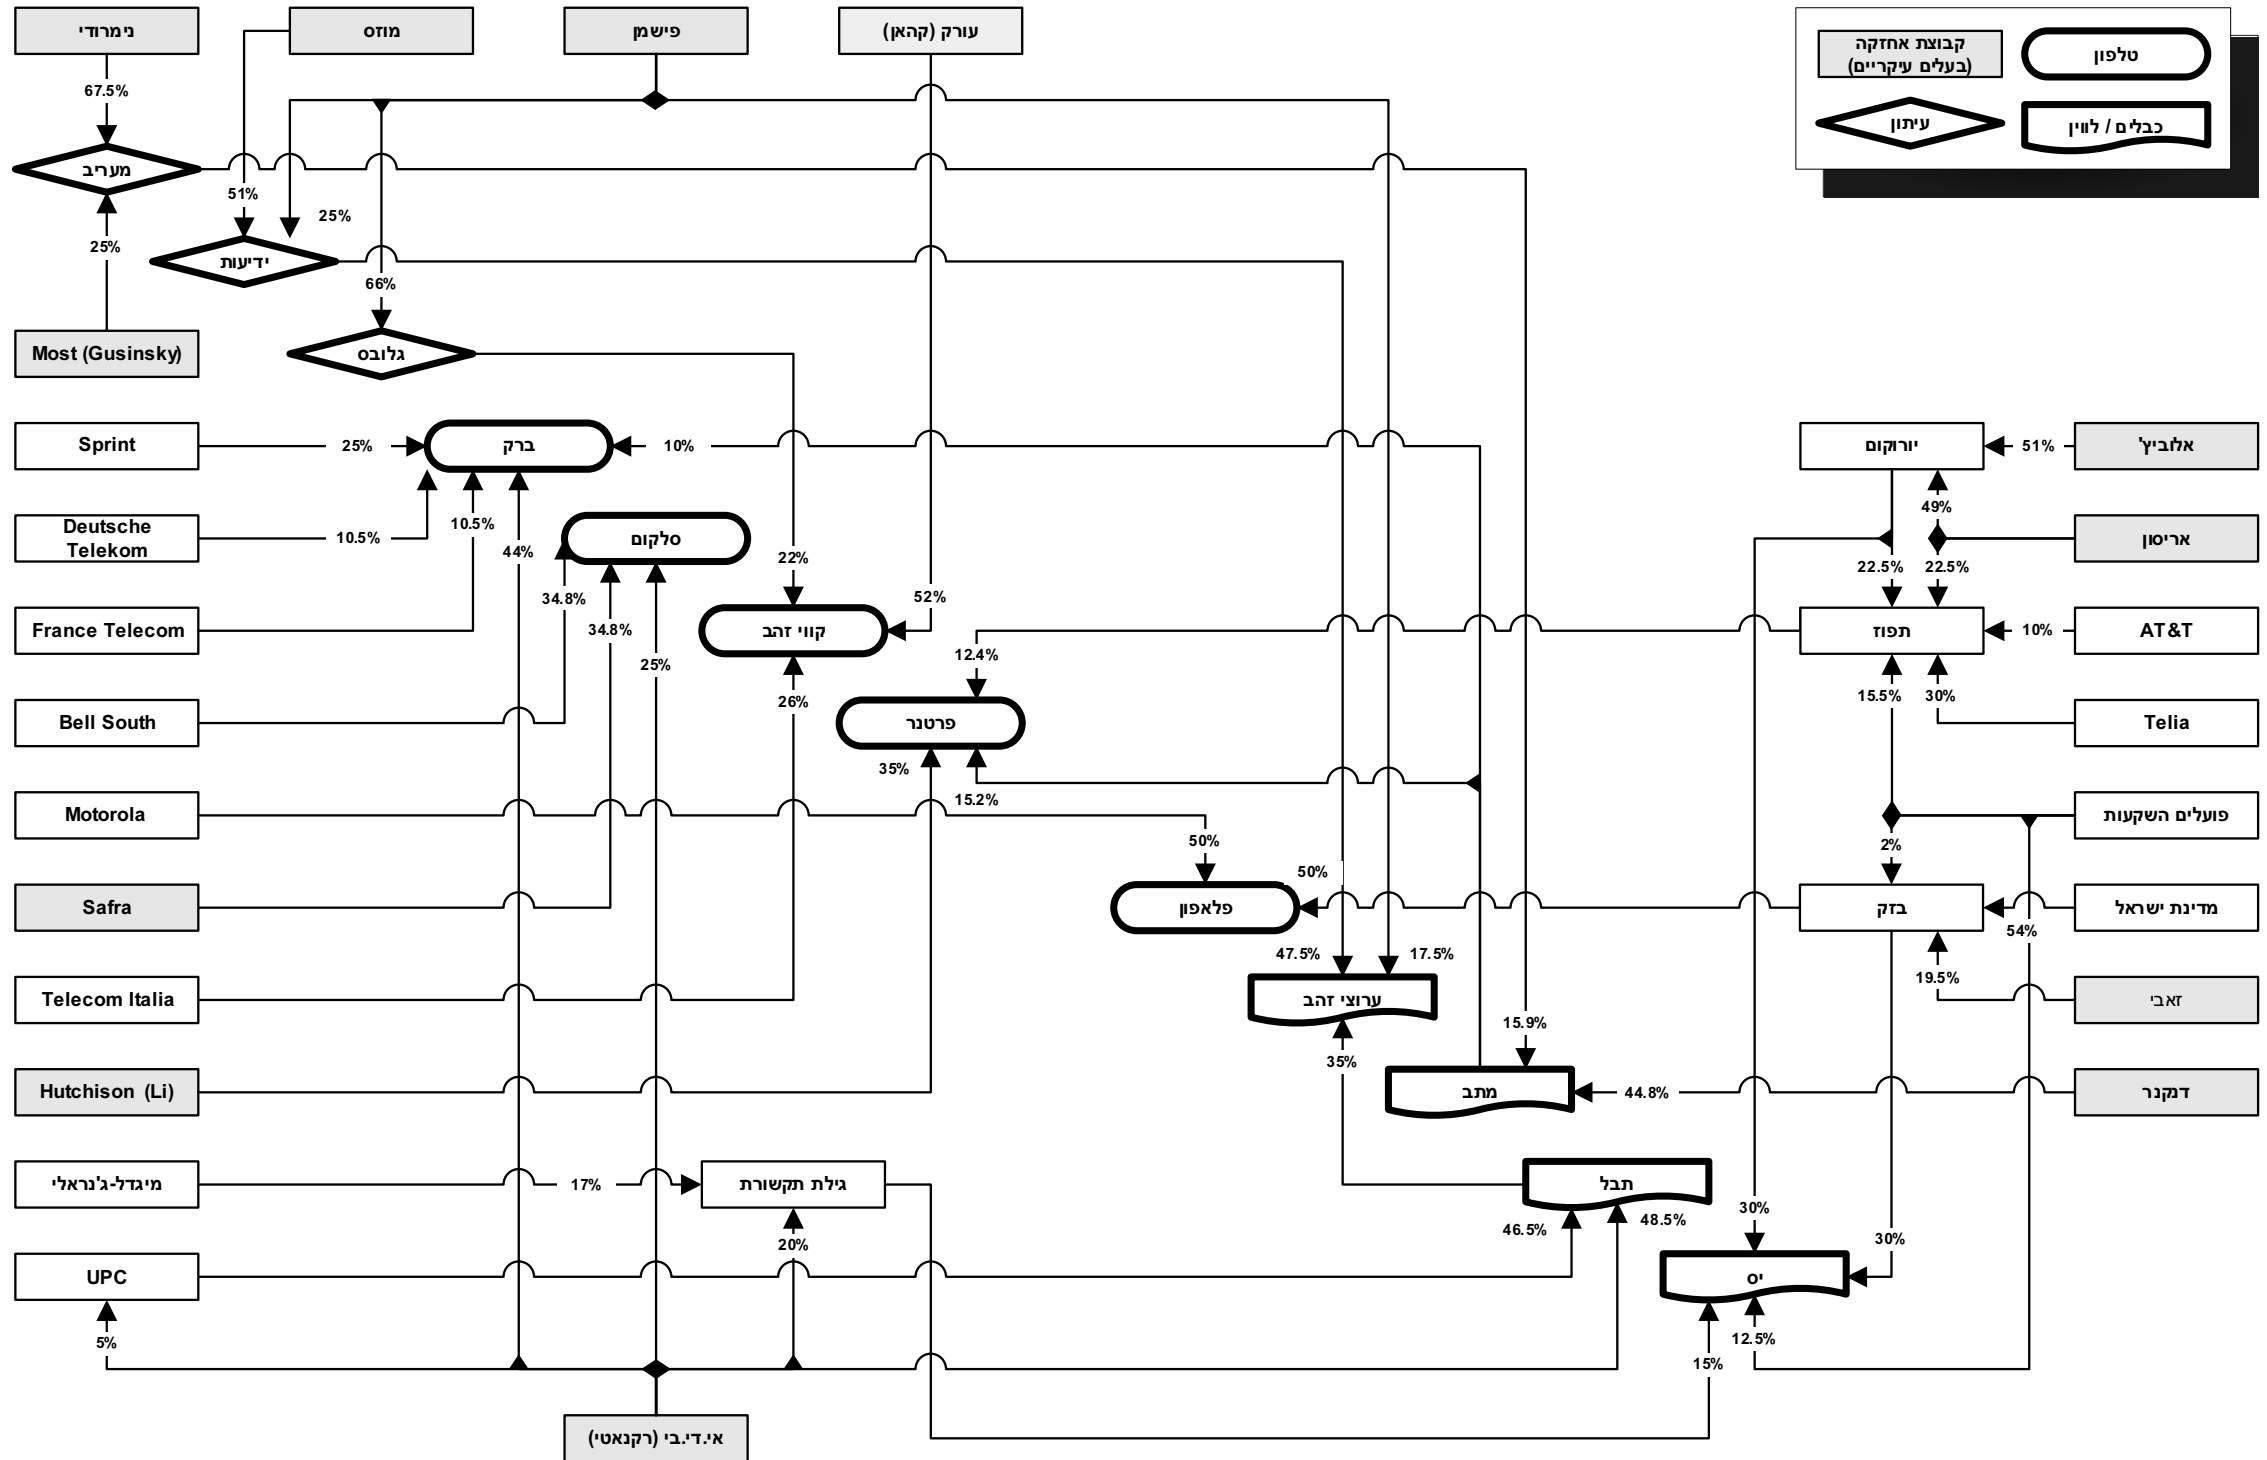 נימרודי
מוזס
פישמן
עורק (קהאן)
קבוצת אחזקה
(בעלים עיקריים)
טלפון
עיתון
כבלים / לווין
67.5%
מעריב
51%
25%
25%
ידיעות
66%
Most (Gusinsky)
גלובס
Sprint
25%
ברק
10%
יורוקום
51%
אלוביץ'
Deutsche
Telekom
10.5%
10.5%
44%
סלקום
22%
49%
אריסון
34.8%
52%
22.5%
22.5%
France Telecom
34.8%
קווי זהב
תפוז
10%
AT&T
25%
12.4%
26%
15.5%
30%
Bell South
פרטנר
Telia
35%
15.2%
Motorola
50%
פועלים השקעות
2%
50%
Safra
פלאפון
בזק
מדינת ישראל
54%
47.5%
17.5%
19.5%
Telecom Italia
ערוצי זהב
זאבי
15.9%
35%
Hutchison (Li)
מתב
44.8%
דנקנר
מיגדל-ג'נראלי
17%
גילת תקשורת
תבל
46.5%
48.5%
30%
20%
30%
UPC
יס
5%
12.5%
15%
אי.די.בי (רקנאטי)